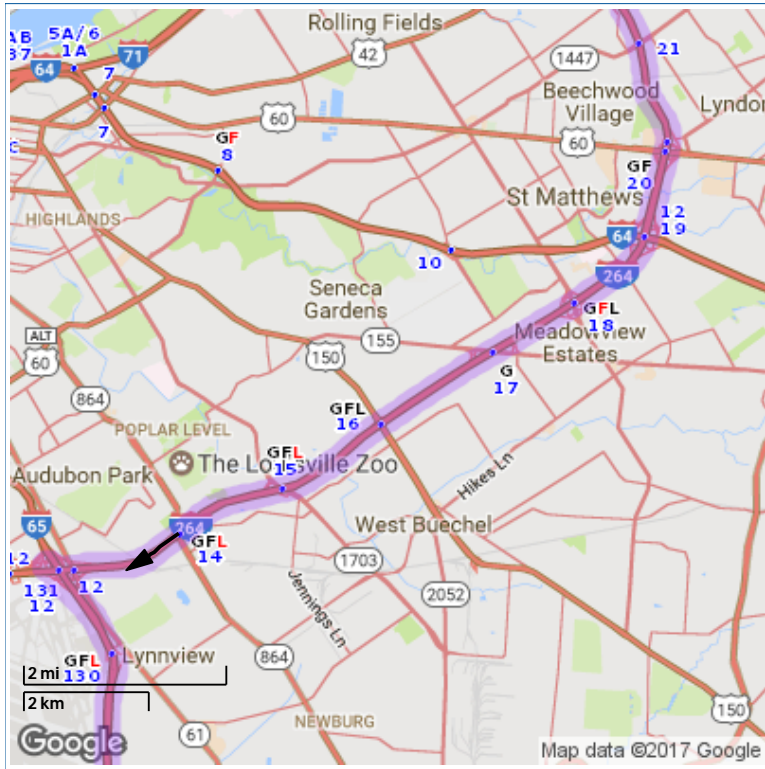 Rolling Fields
AB
5A/6
37
1A
64
71
42
1447
21
7
Beechwood
Village
Lyndon
60
7
C
GF
8
60
GF
20
St Matthews
12
19
HIGHLANDS
64
10
264
Seneca
Gardens
GFL
18
ALT
60
155
Meadowview
Estates
150
G
17
864
GFL
16
POPLAR LEVEL
GFL
15
The Louisville Zoo
Audubon Park
Hikes Ln
65
264
GFL
14
West Buechel
12
131
12
12
1703
2052
Jennings Ln
GFL
130
Lynnview
864
2 mi
2 km
150
61
NEWBURG
Google
Map data ©2017 Google